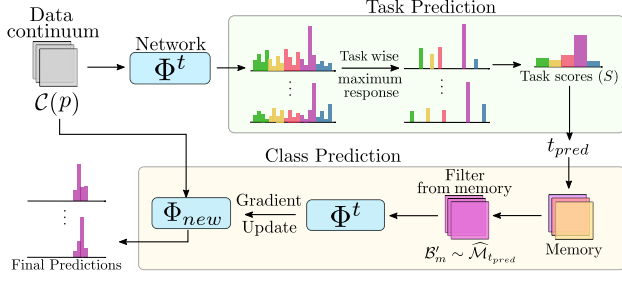 Task Prediction
Data
continuum
C(p)
Network
Φ^t
Task wise
maximum
response
Task scores (S)
t_pred
Class Prediction
Φ_new
Gradient
Update
Φ^t
Filter
from memory
B'_m ~ M̂_{t_pred}
Memory
Final Predictions